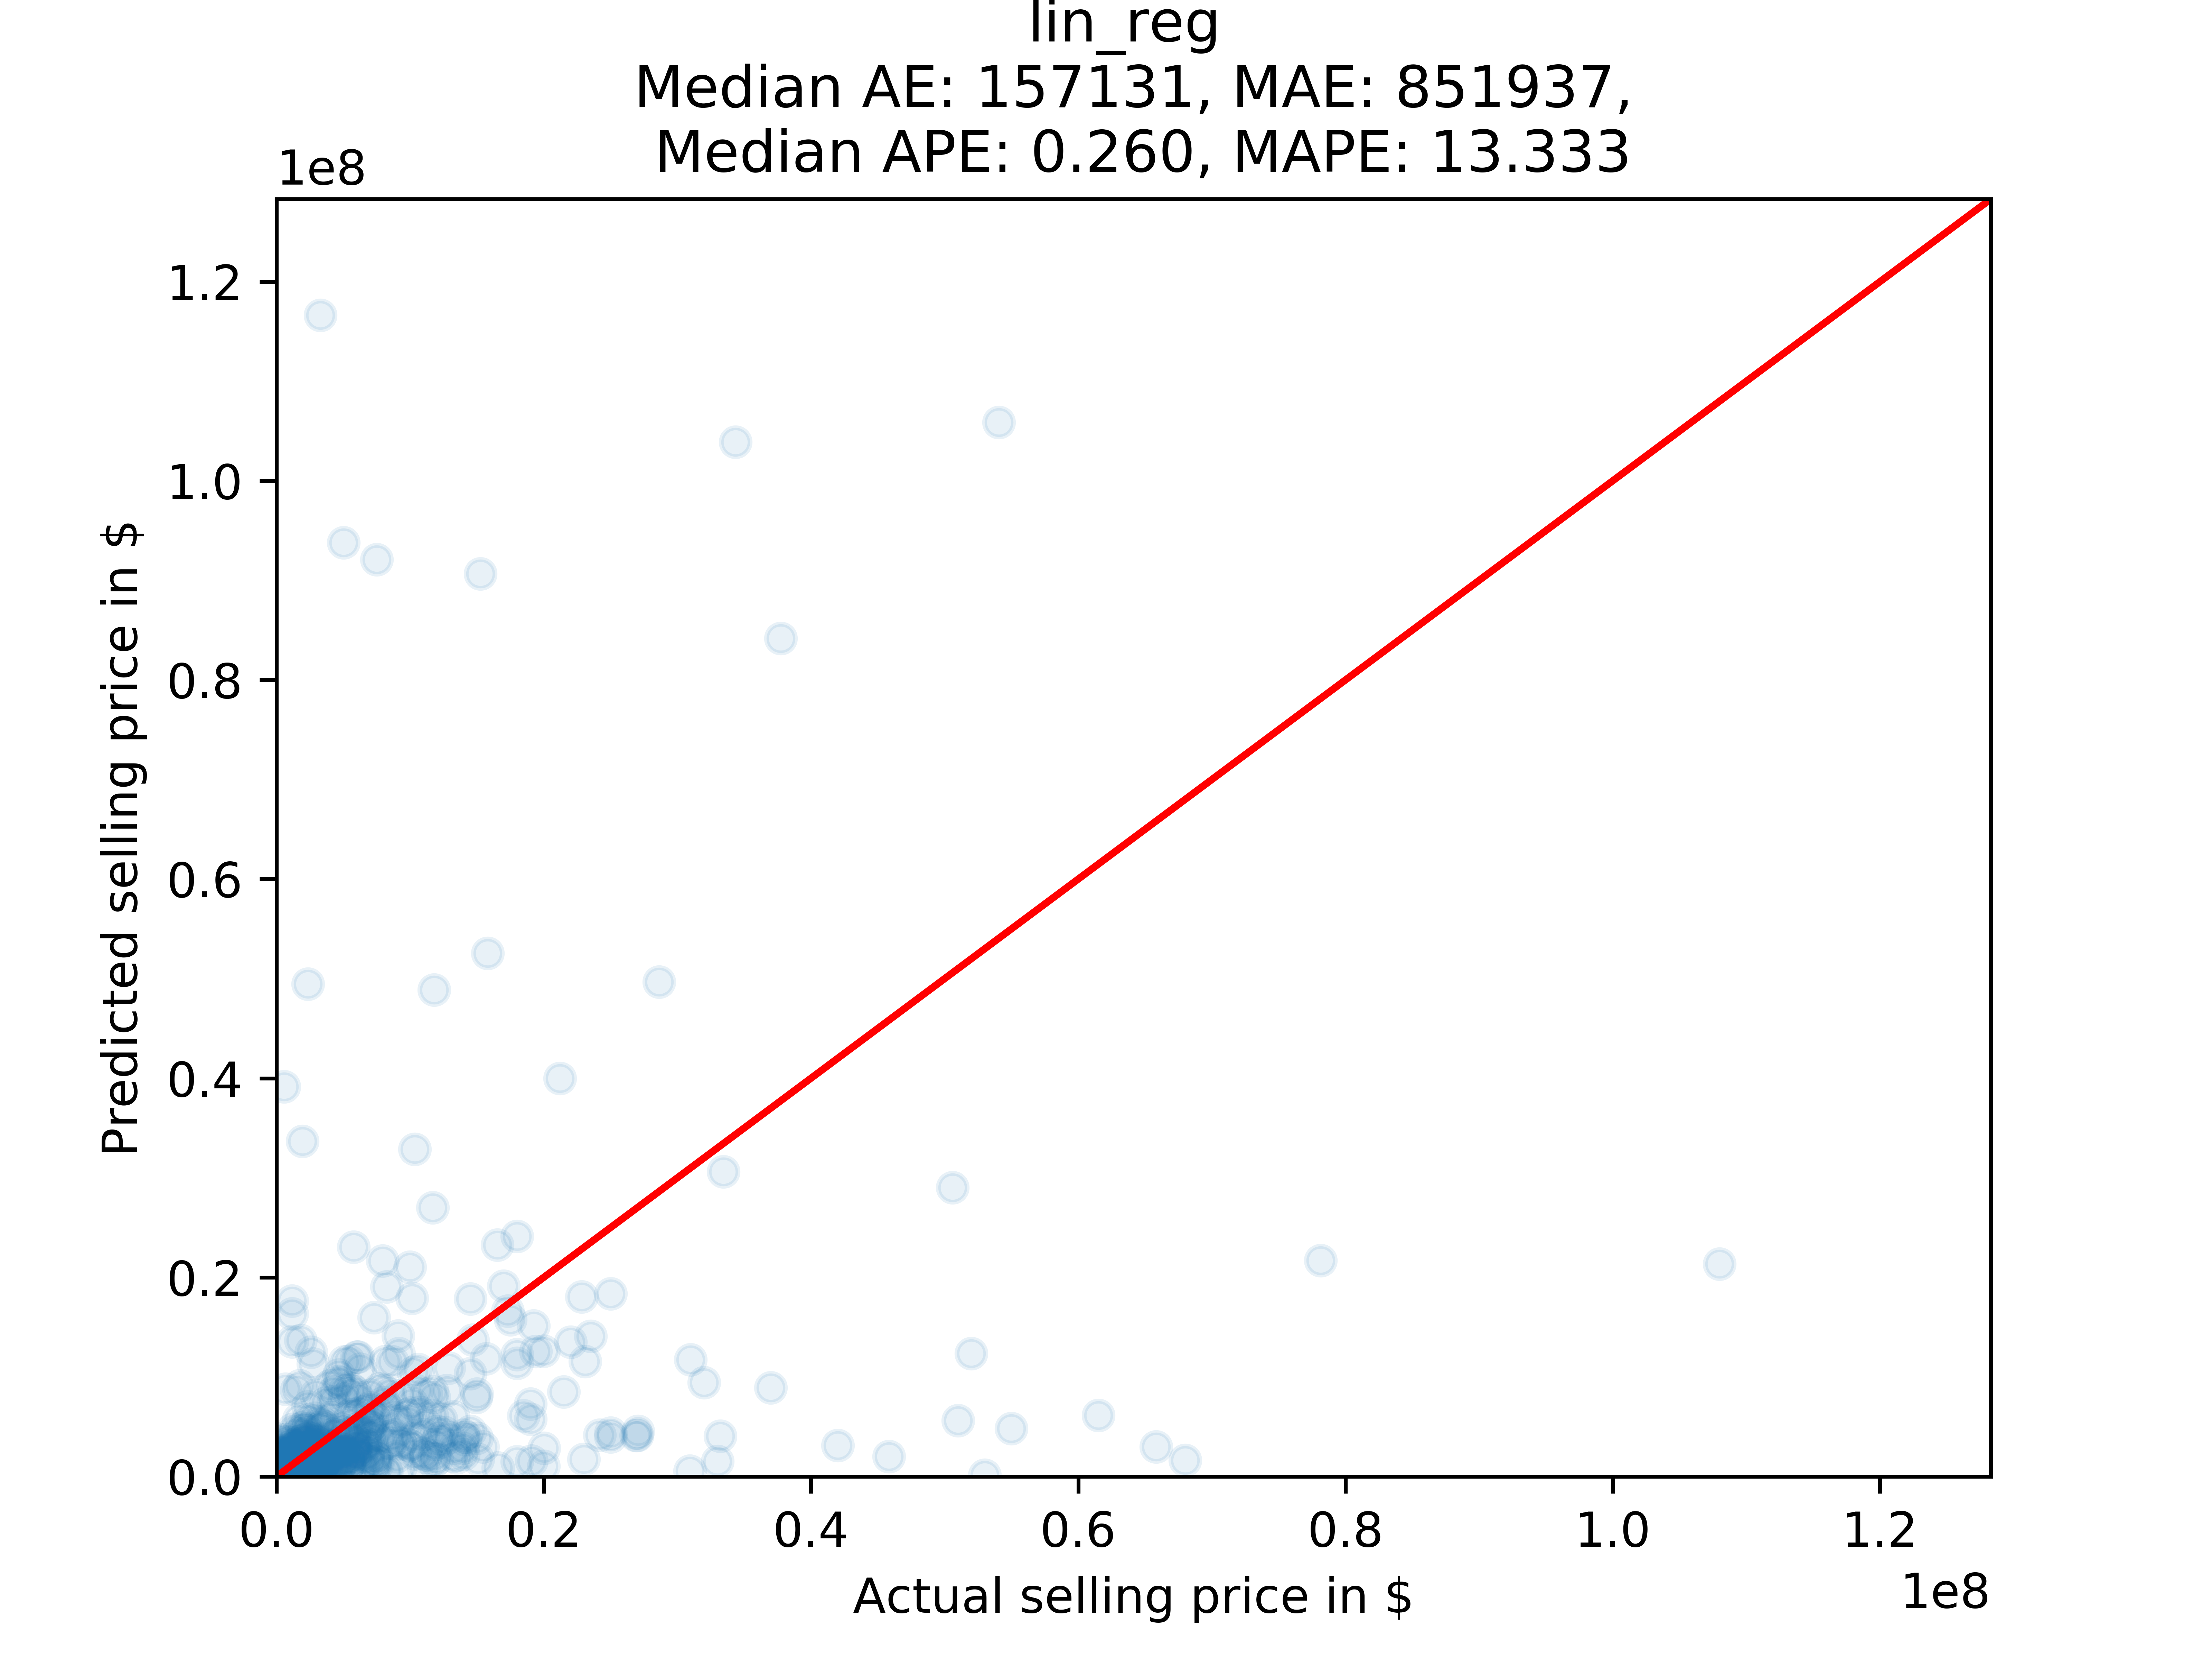 lin_reg
Median AE: 157131, MAE: 851937,
Median APE: 0.260, MAPE: 13.333
1e8
1.2
1.0
0.8
0.6
0.4
0.2
0.0
Predicted selling price in $
0.0 0.2 0.4 0.6 0.8 1.0 1.2
1e8
Actual selling price in $